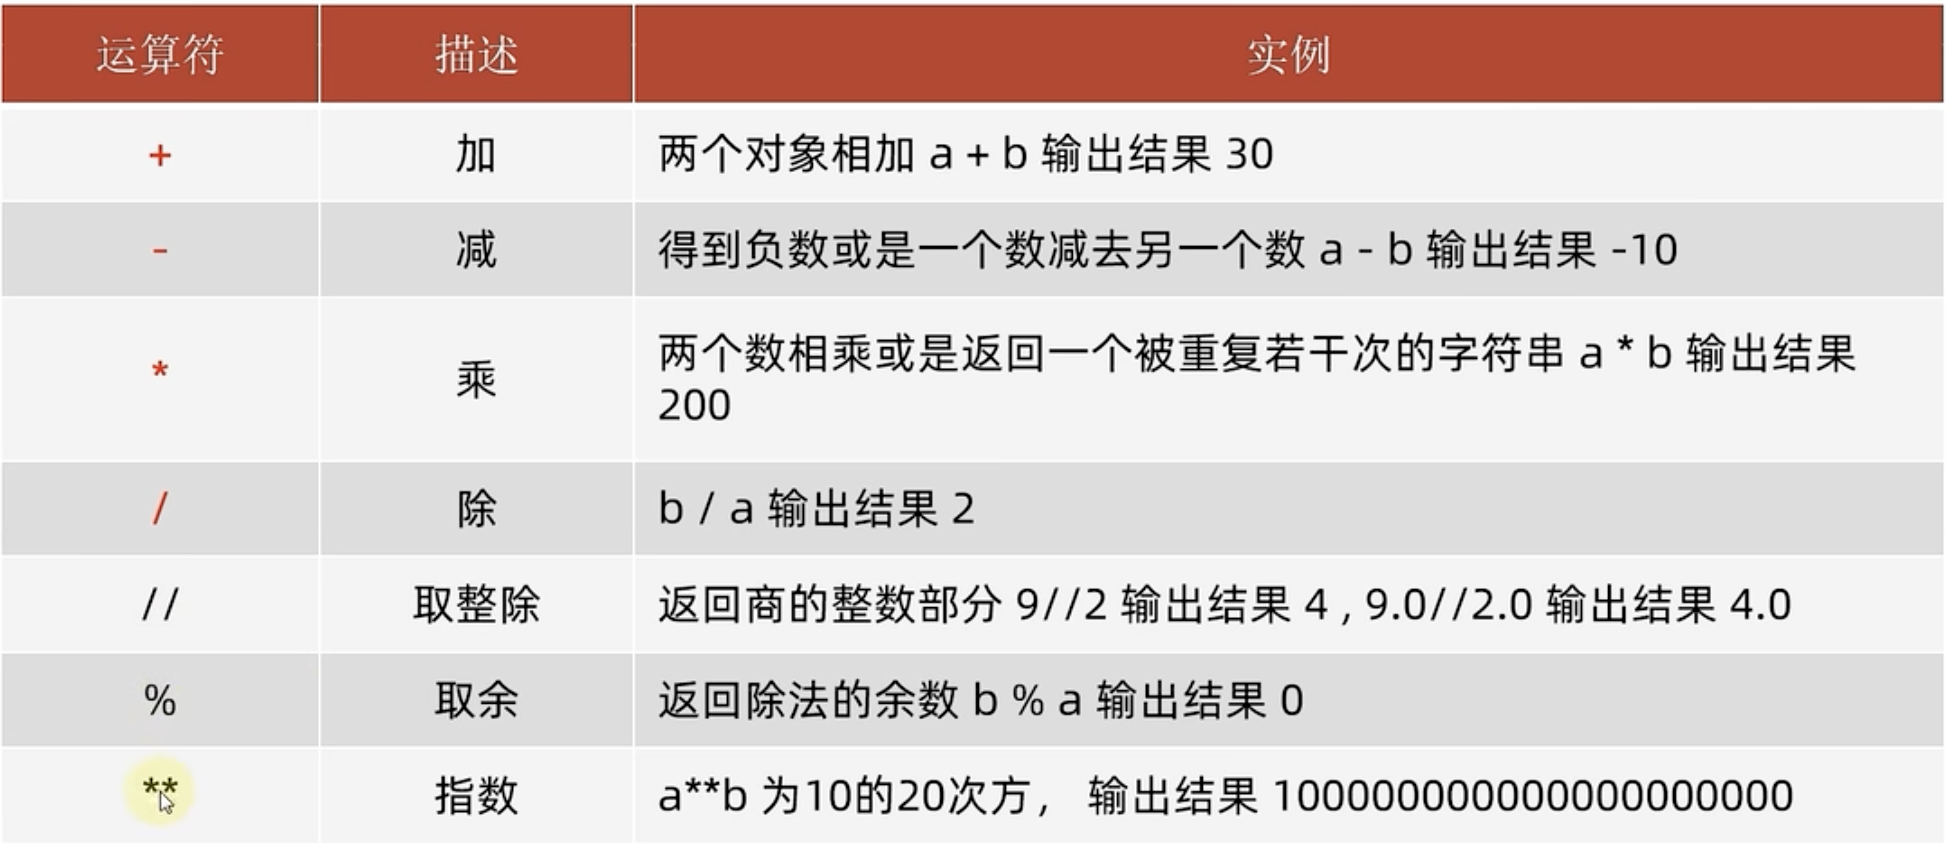 运算符 描述 实例
+ 加 两个对象相加 a + b 输出结果 30
- 减 得到负数或是一个数减去另一个数 a - b 输出结果 -10
* 乘 两个数相乘或是返回一个被重复若干次的字符串 a * b 输出结果
200
/ 除 b / a 输出结果 2
// 取整除 返回商的整数部分 9//2 输出结果 4 , 9.0//2.0 输出结果 4.0
% 取余 返回除法的余数 b % a 输出结果 0
** 指数 a**b 为10的20次方， 输出结果 100000000000000000000